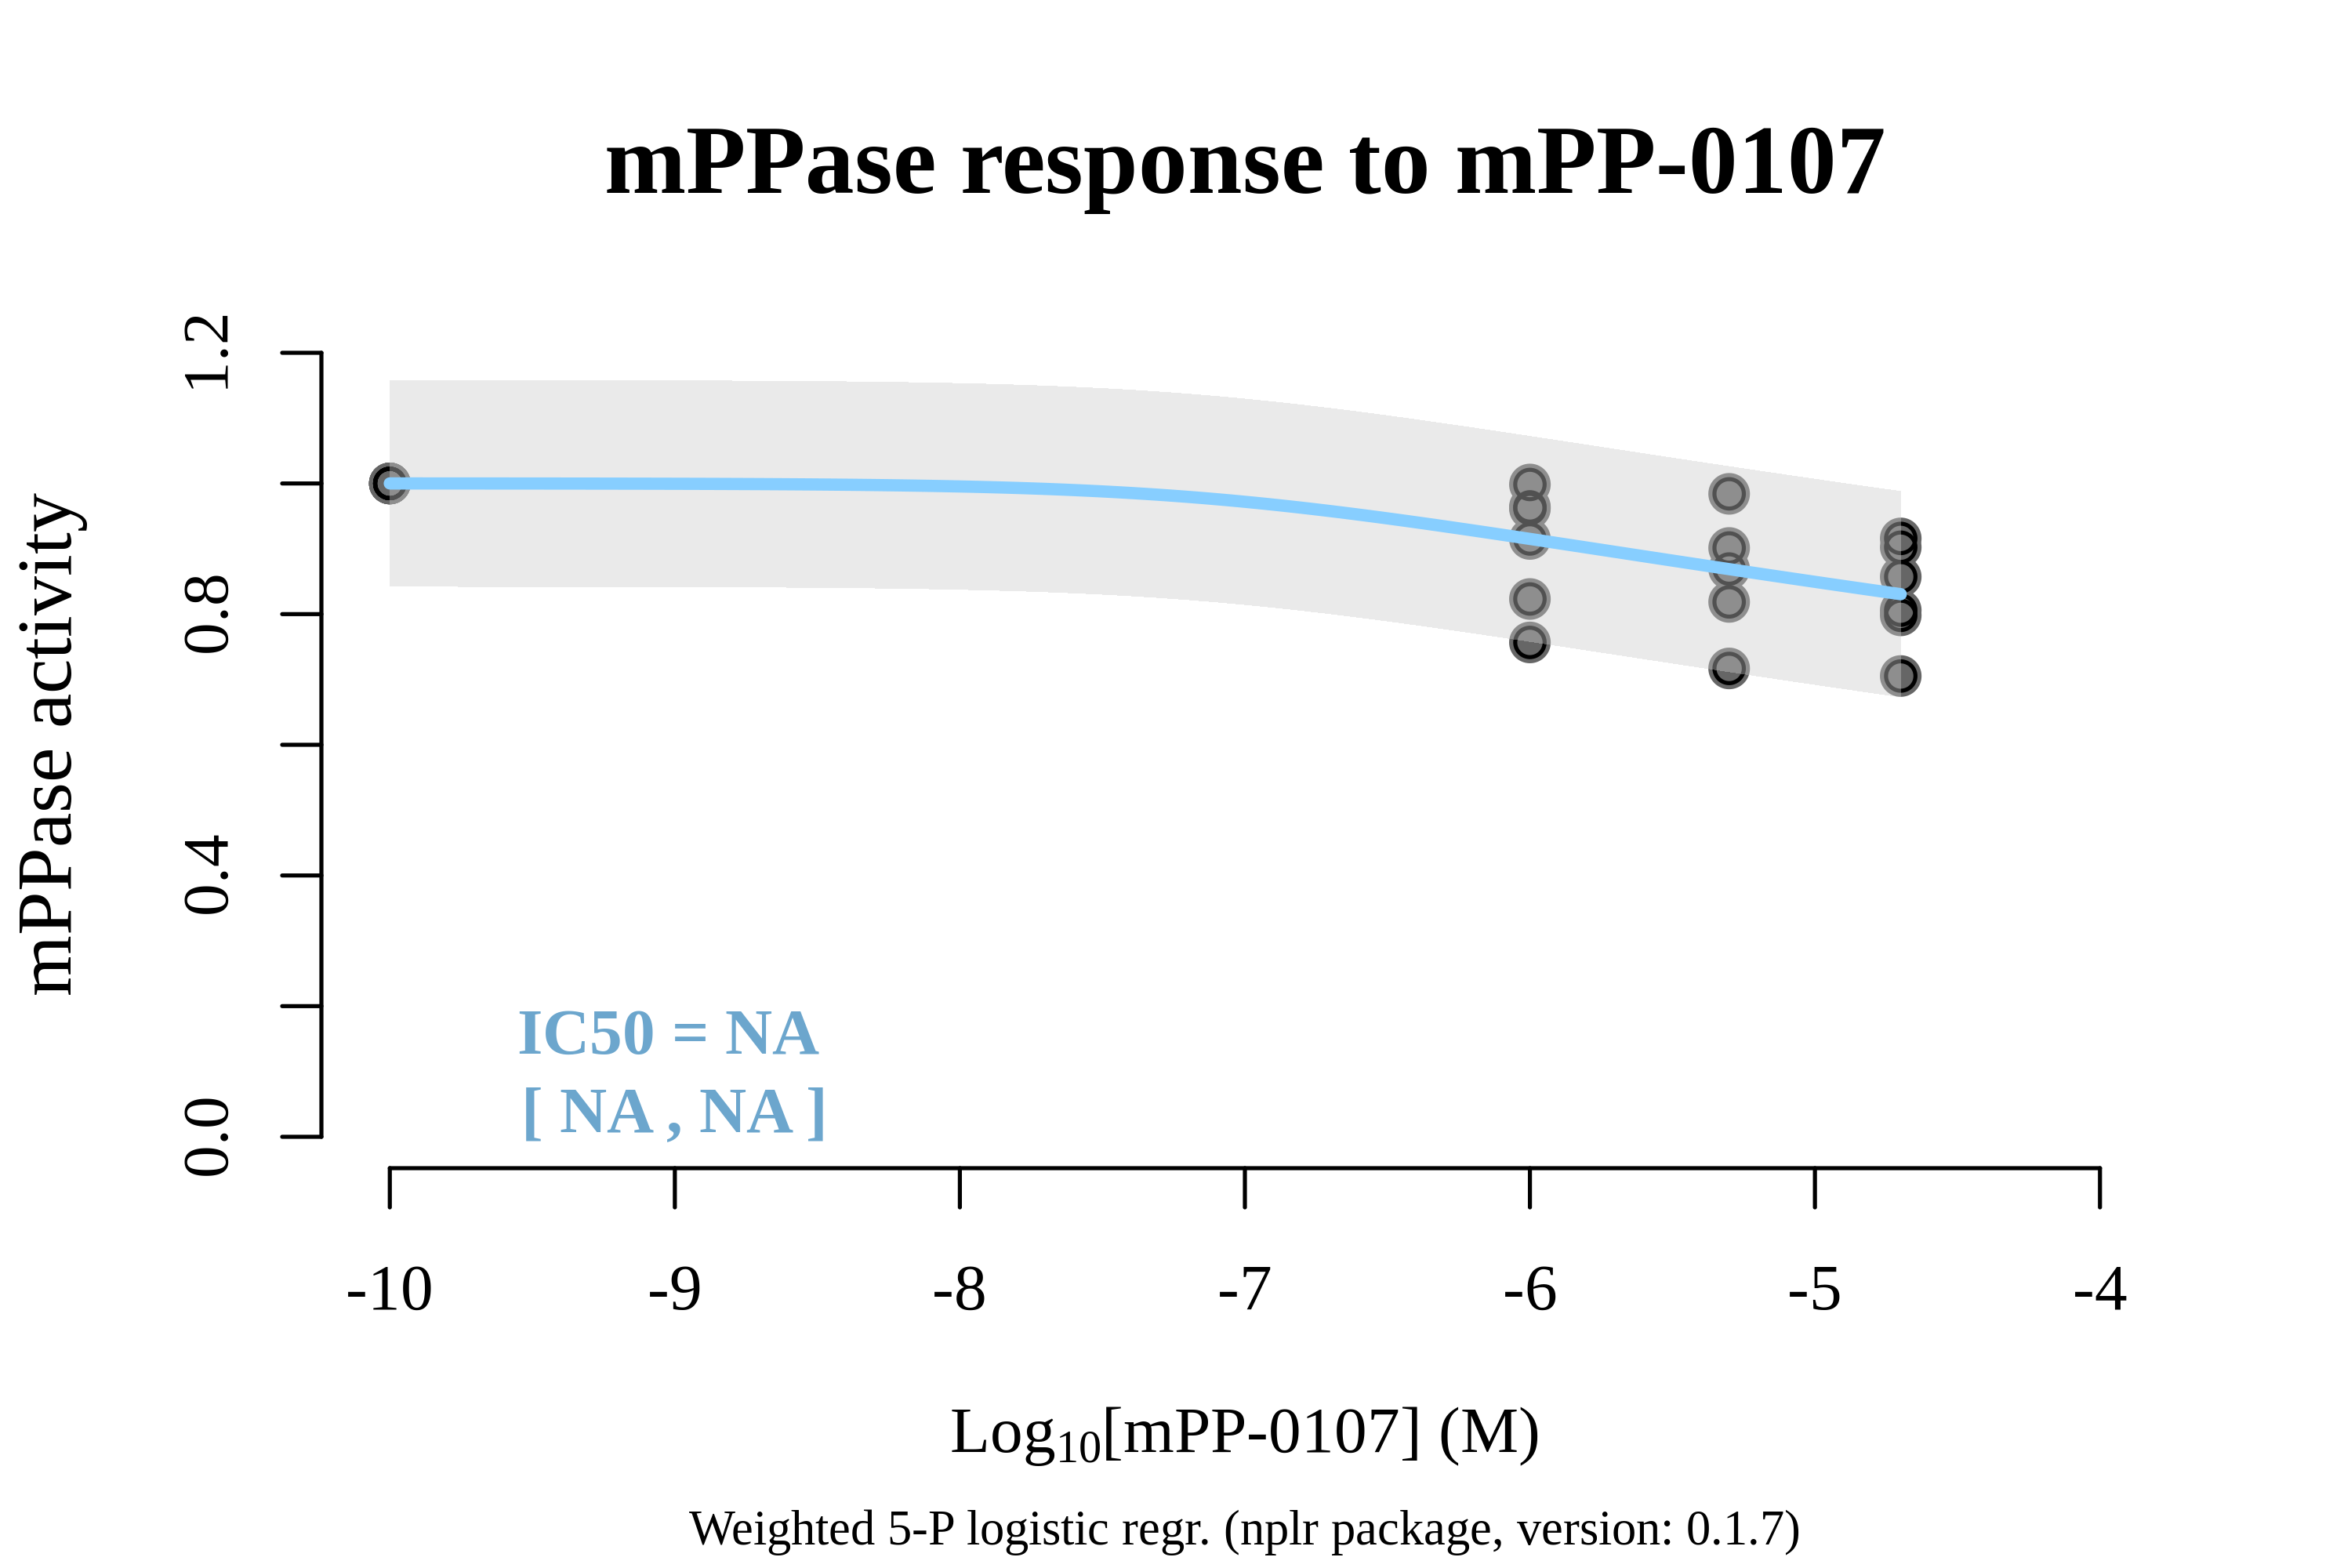 mPPase response to mPP-0107
mPPase activity
1.2
0.8
0.4
0.0
IC50 = NA
[ NA , NA ]
-10 -9 -8 -7 -6 -5 -4
Log10[mPP-0107] (M)
Weighted 5-P logistic regr. (nplr package, version: 0.1.7)